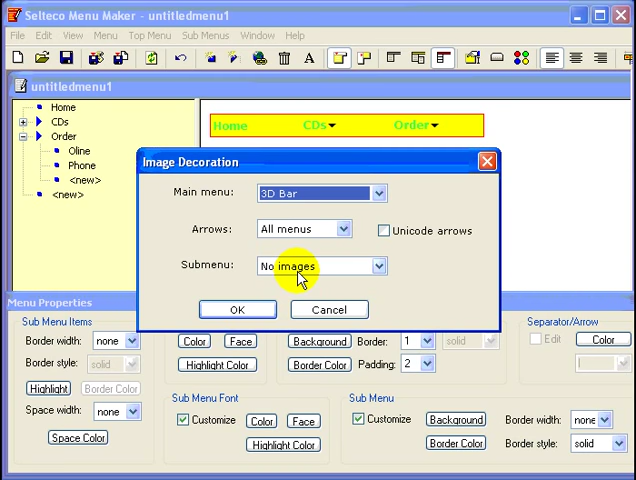 Selteco Menu Maker - untitledmenu1
File Edit View Menu Top Menu Sub Menus Window Help
untitledmenu1
Home
CDs
Order
Oline
Phone
<new>
<new>
Home CDs Order
Image Decoration
Main menu: 3D Bar
Arrows: All menus Unicode arrows
Submenu: No images
OK Cancel
Menu Properties
Sub Menu Items
Border width: none
Border style: solid
Highlight Border Color
Space width: none
Space Color
Color Face
Highlight Color
Background Border: 1 solid
Border Color Padding: 2
Separator/Arrow
Edit Color
Sub Menu Font
Customize Color Face
Highlight Color
Sub Menu
Customize Background Border width: none
Border Color Border style: solid